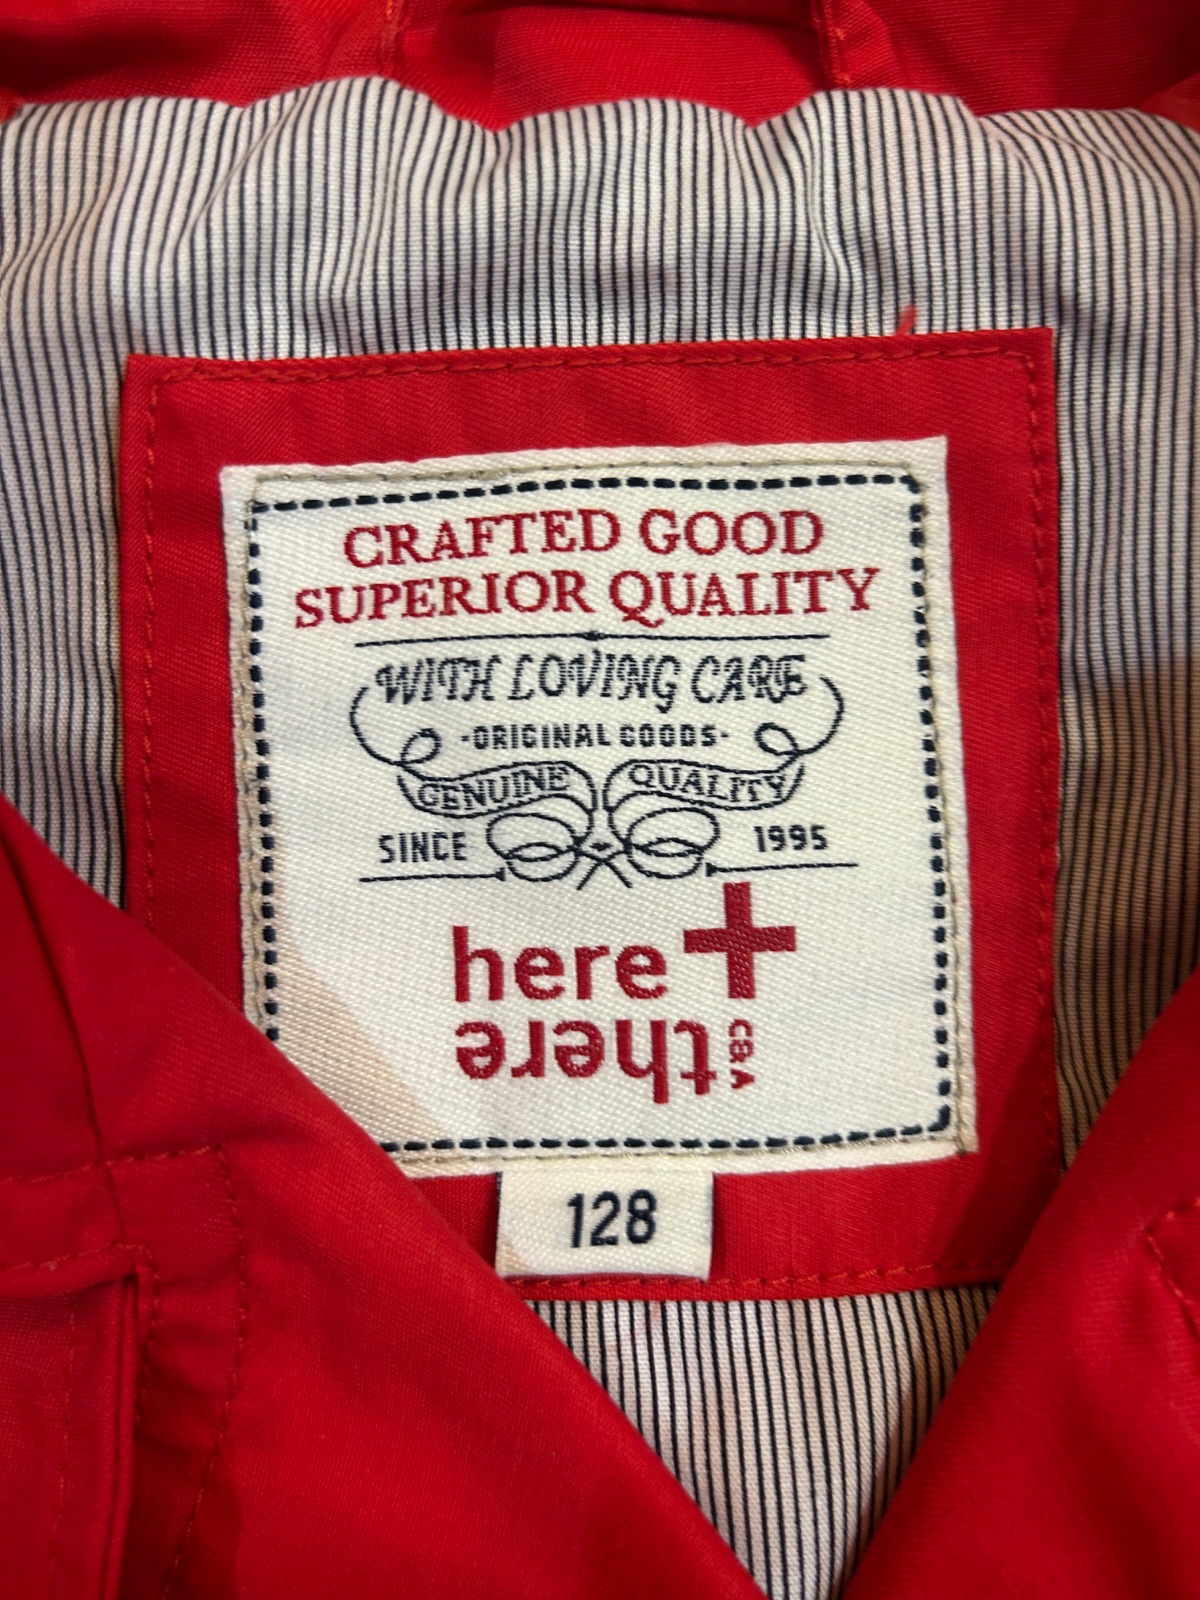 CRAFTED GOOD
SUPERIOR QUALITY
WITH LOVING CARE
·ORIGINAL GOODS·
GENUINE QUALITY
SINCE 1995
here +
there C&A
128